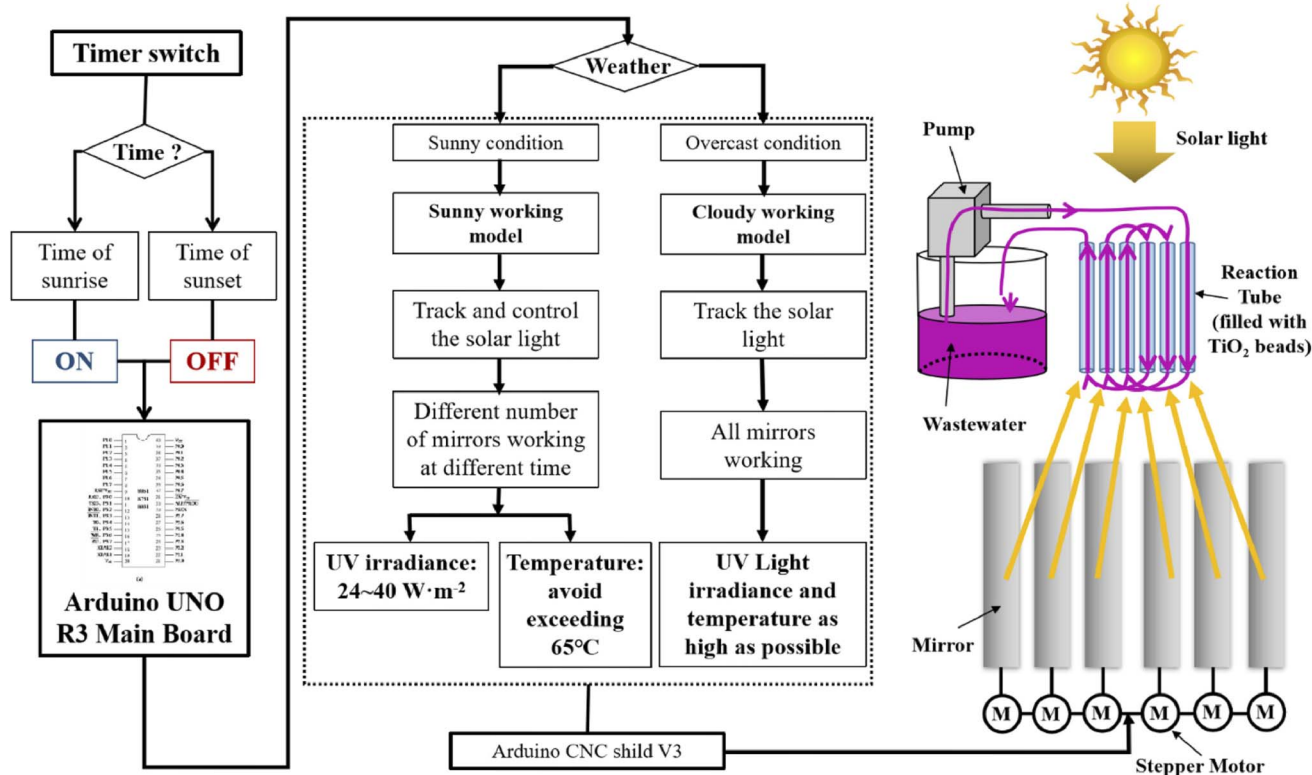 Timer switch
Time ?
Time of
sunrise
Time of
sunset
ON
OFF
(a)
Arduino UNO
R3 Main Board
Weather
Sunny condition
Overcast condition
Sunny working
model
Cloudy working
model
Track and control
the solar light
Track the solar
light
Different number
of mirrors working
at different time
All mirrors
working
UV irradiance:
24~40 W·m⁻²
Temperature:
avoid
exceeding
65°C
UV Light
irradiance and
temperature as
high as possible
Arduino CNC shild V3
Solar light
Pump
Wastewater
Reaction
Tube
(filled with
TiO₂ beads)
Mirror
M M M M M M
Stepper Motor